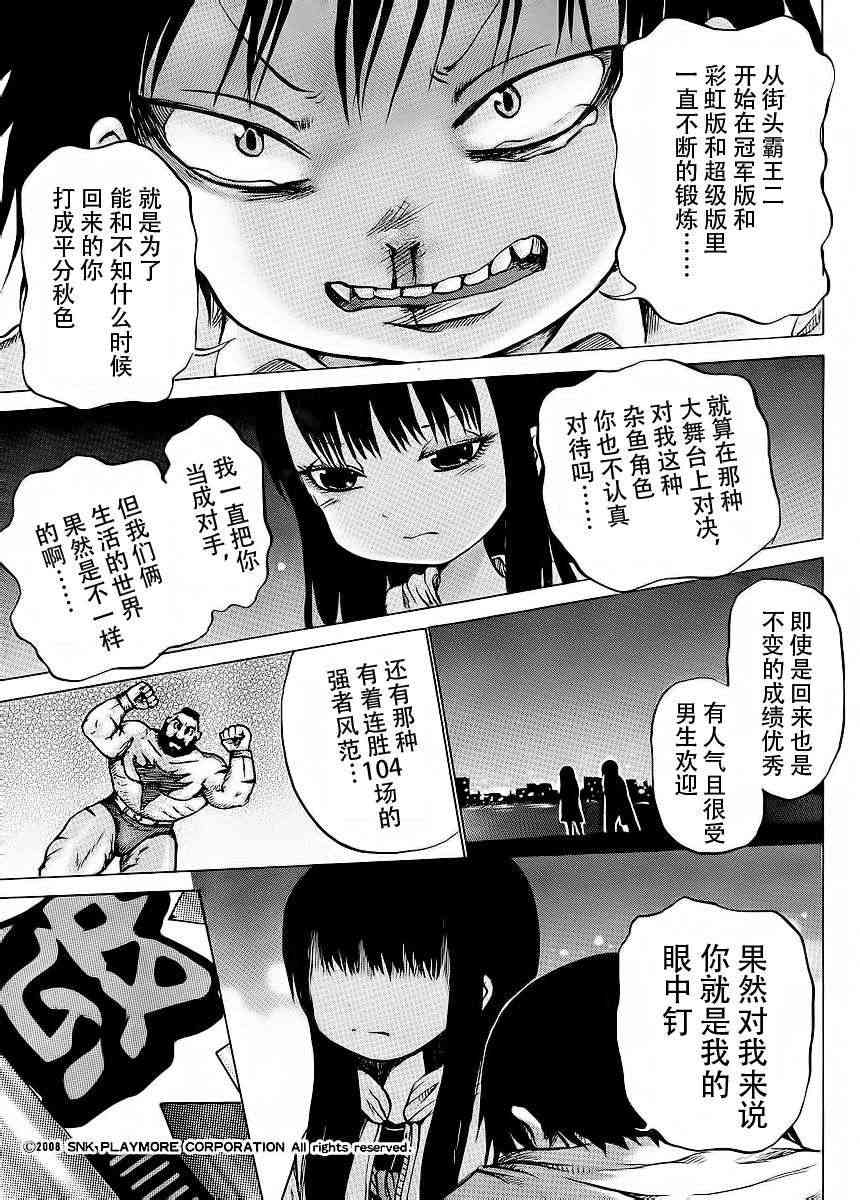 从街头霸王二
开始在冠军版和
彩虹版和超级版里
一直不断的锻炼……
就是为了
能和不知什么时候
回来的你
打成平分秋色
就算在那种
大舞台上对决，
对我这种
杂鱼角色
你也不认真
对待吗……
我一直把你
当成对手，
但我们俩
生活的世界
果然是不一样
的啊……
即使是回来也是
不变的成绩优秀
有人气且很受
男生欢迎
还有那种
有着连胜104场的
强者风范…
果然对我来说
你就是我的
眼中钉
©2008 SNK PLAYMORE CORPORATION All rights reserved.